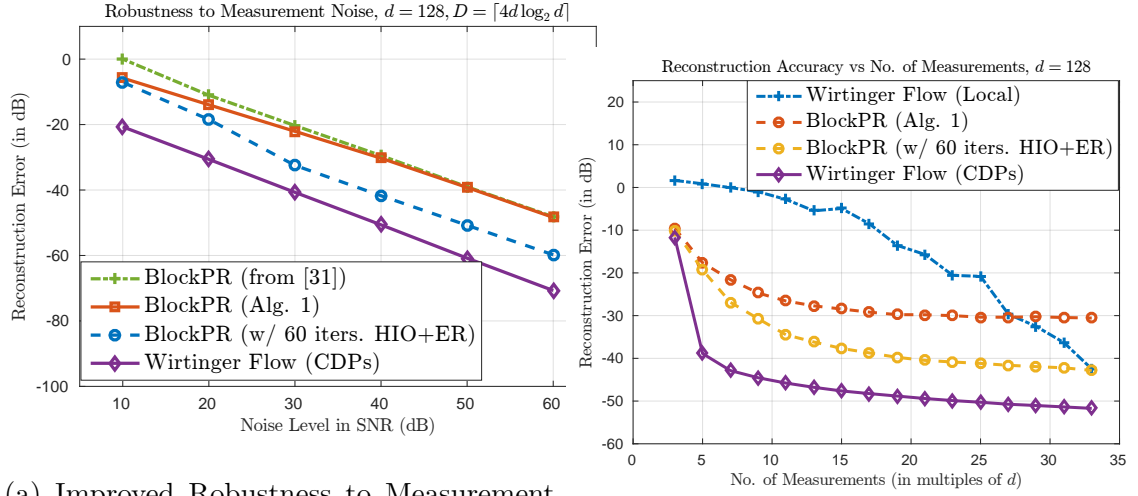 Robustness to Measurement Noise, $d = 128, D = \lceil 4d \log_2 d \rceil$
0
-20
-40
-60
-80
-100
Reconstruction Error (in dB)
BlockPR (from [31])
BlockPR (Alg. 1)
BlockPR (w/ 60 iters. HIO+ER)
Wirtinger Flow (CDPs)
10 20 30 40 50 60
Noise Level in SNR (dB)
(a) Improved Robustness to Measurement
Reconstruction Accuracy vs No. of Measurements, $d = 128$
20
10
0
-10
-20
-30
-40
-50
-60
Reconstruction Error (in dB)
Wirtinger Flow (Local)
BlockPR (Alg. 1)
BlockPR (w/ 60 iters. HIO+ER)
Wirtinger Flow (CDPs)
0 5 10 15 20 25 30 35
No. of Measurements (in multiples of $d$)